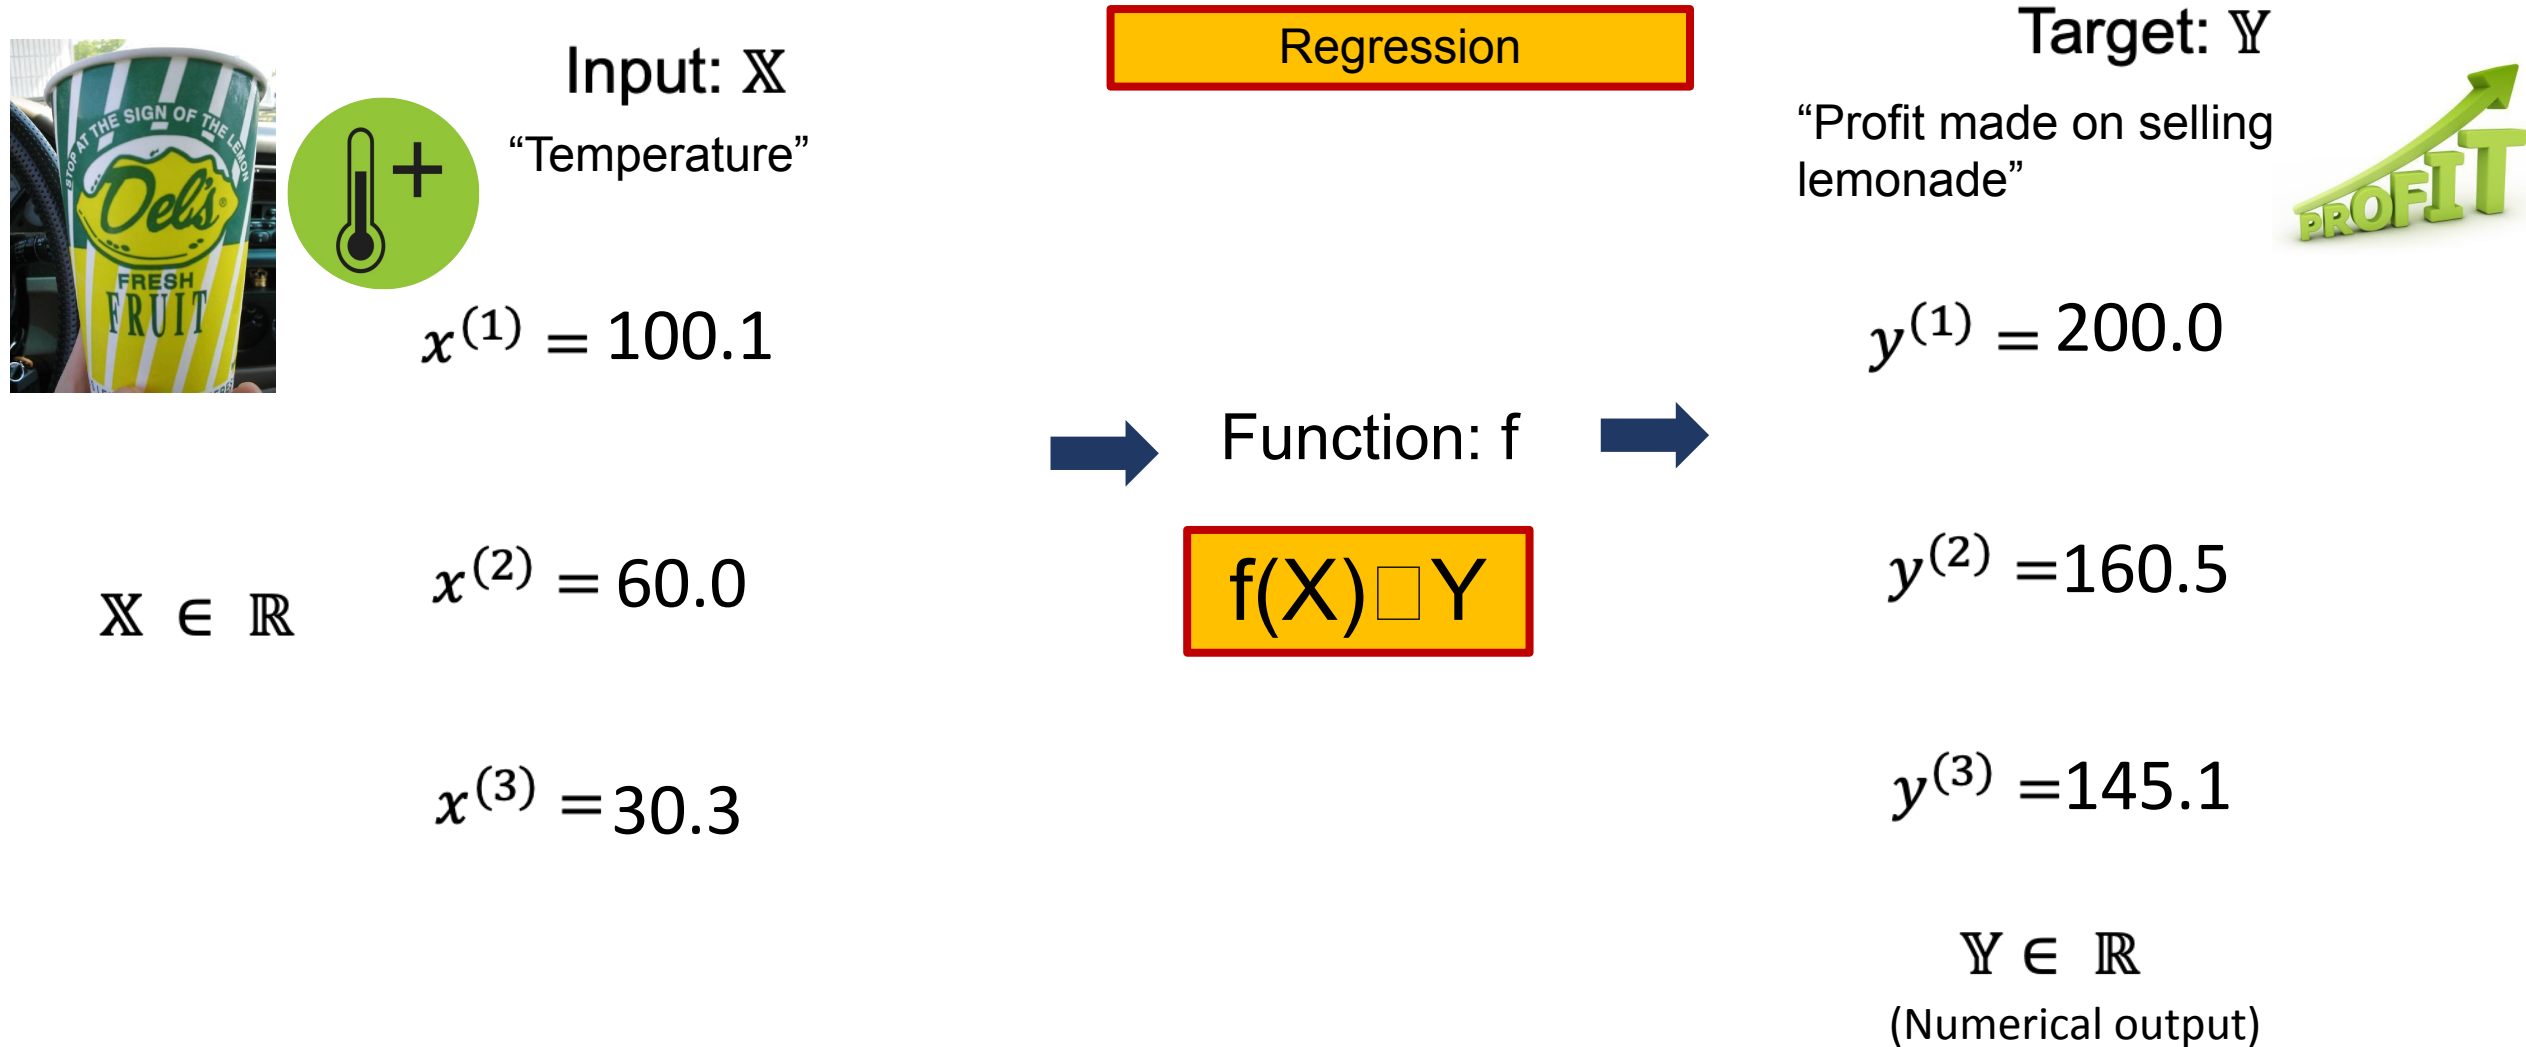 Regression
Input: 𝕏
“Temperature”
Target: 𝕐
“Profit made on selling
lemonade”
PROFIT
STOP AT THE SIGN OF THE LEMON
Del's®
FRESH
FRUIT
x⁽¹⁾ = 100.1
y⁽¹⁾ = 200.0
Function: f
f(X)□Y
x⁽²⁾ = 60.0
y⁽²⁾ =160.5
𝕏 ∈ ℝ
x⁽³⁾ =30.3
y⁽³⁾ =145.1
𝕐 ∈ ℝ
(Numerical output)